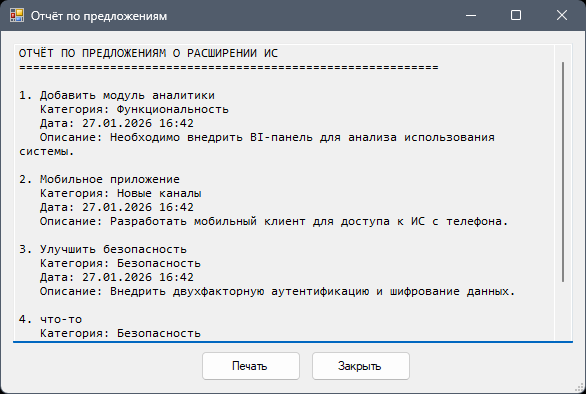 Отчёт по предложениям
ОТЧЁТ ПО ПРЕДЛОЖЕНИЯМ О РАСШИРЕНИИ ИС
============================================================
1. Добавить модуль аналитики
Категория: Функциональность
Дата: 27.01.2026 16:42
Описание: Необходимо внедрить BI-панель для анализа использования
системы.
2. Мобильное приложение
Категория: Новые каналы
Дата: 27.01.2026 16:42
Описание: Разработать мобильный клиент для доступа к ИС с телефона.
3. Улучшить безопасность
Категория: Безопасность
Дата: 27.01.2026 16:42
Описание: Внедрить двухфакторную аутентификацию и шифрование данных.
4. что-то
Категория: Безопасность
Печать
Закрыть